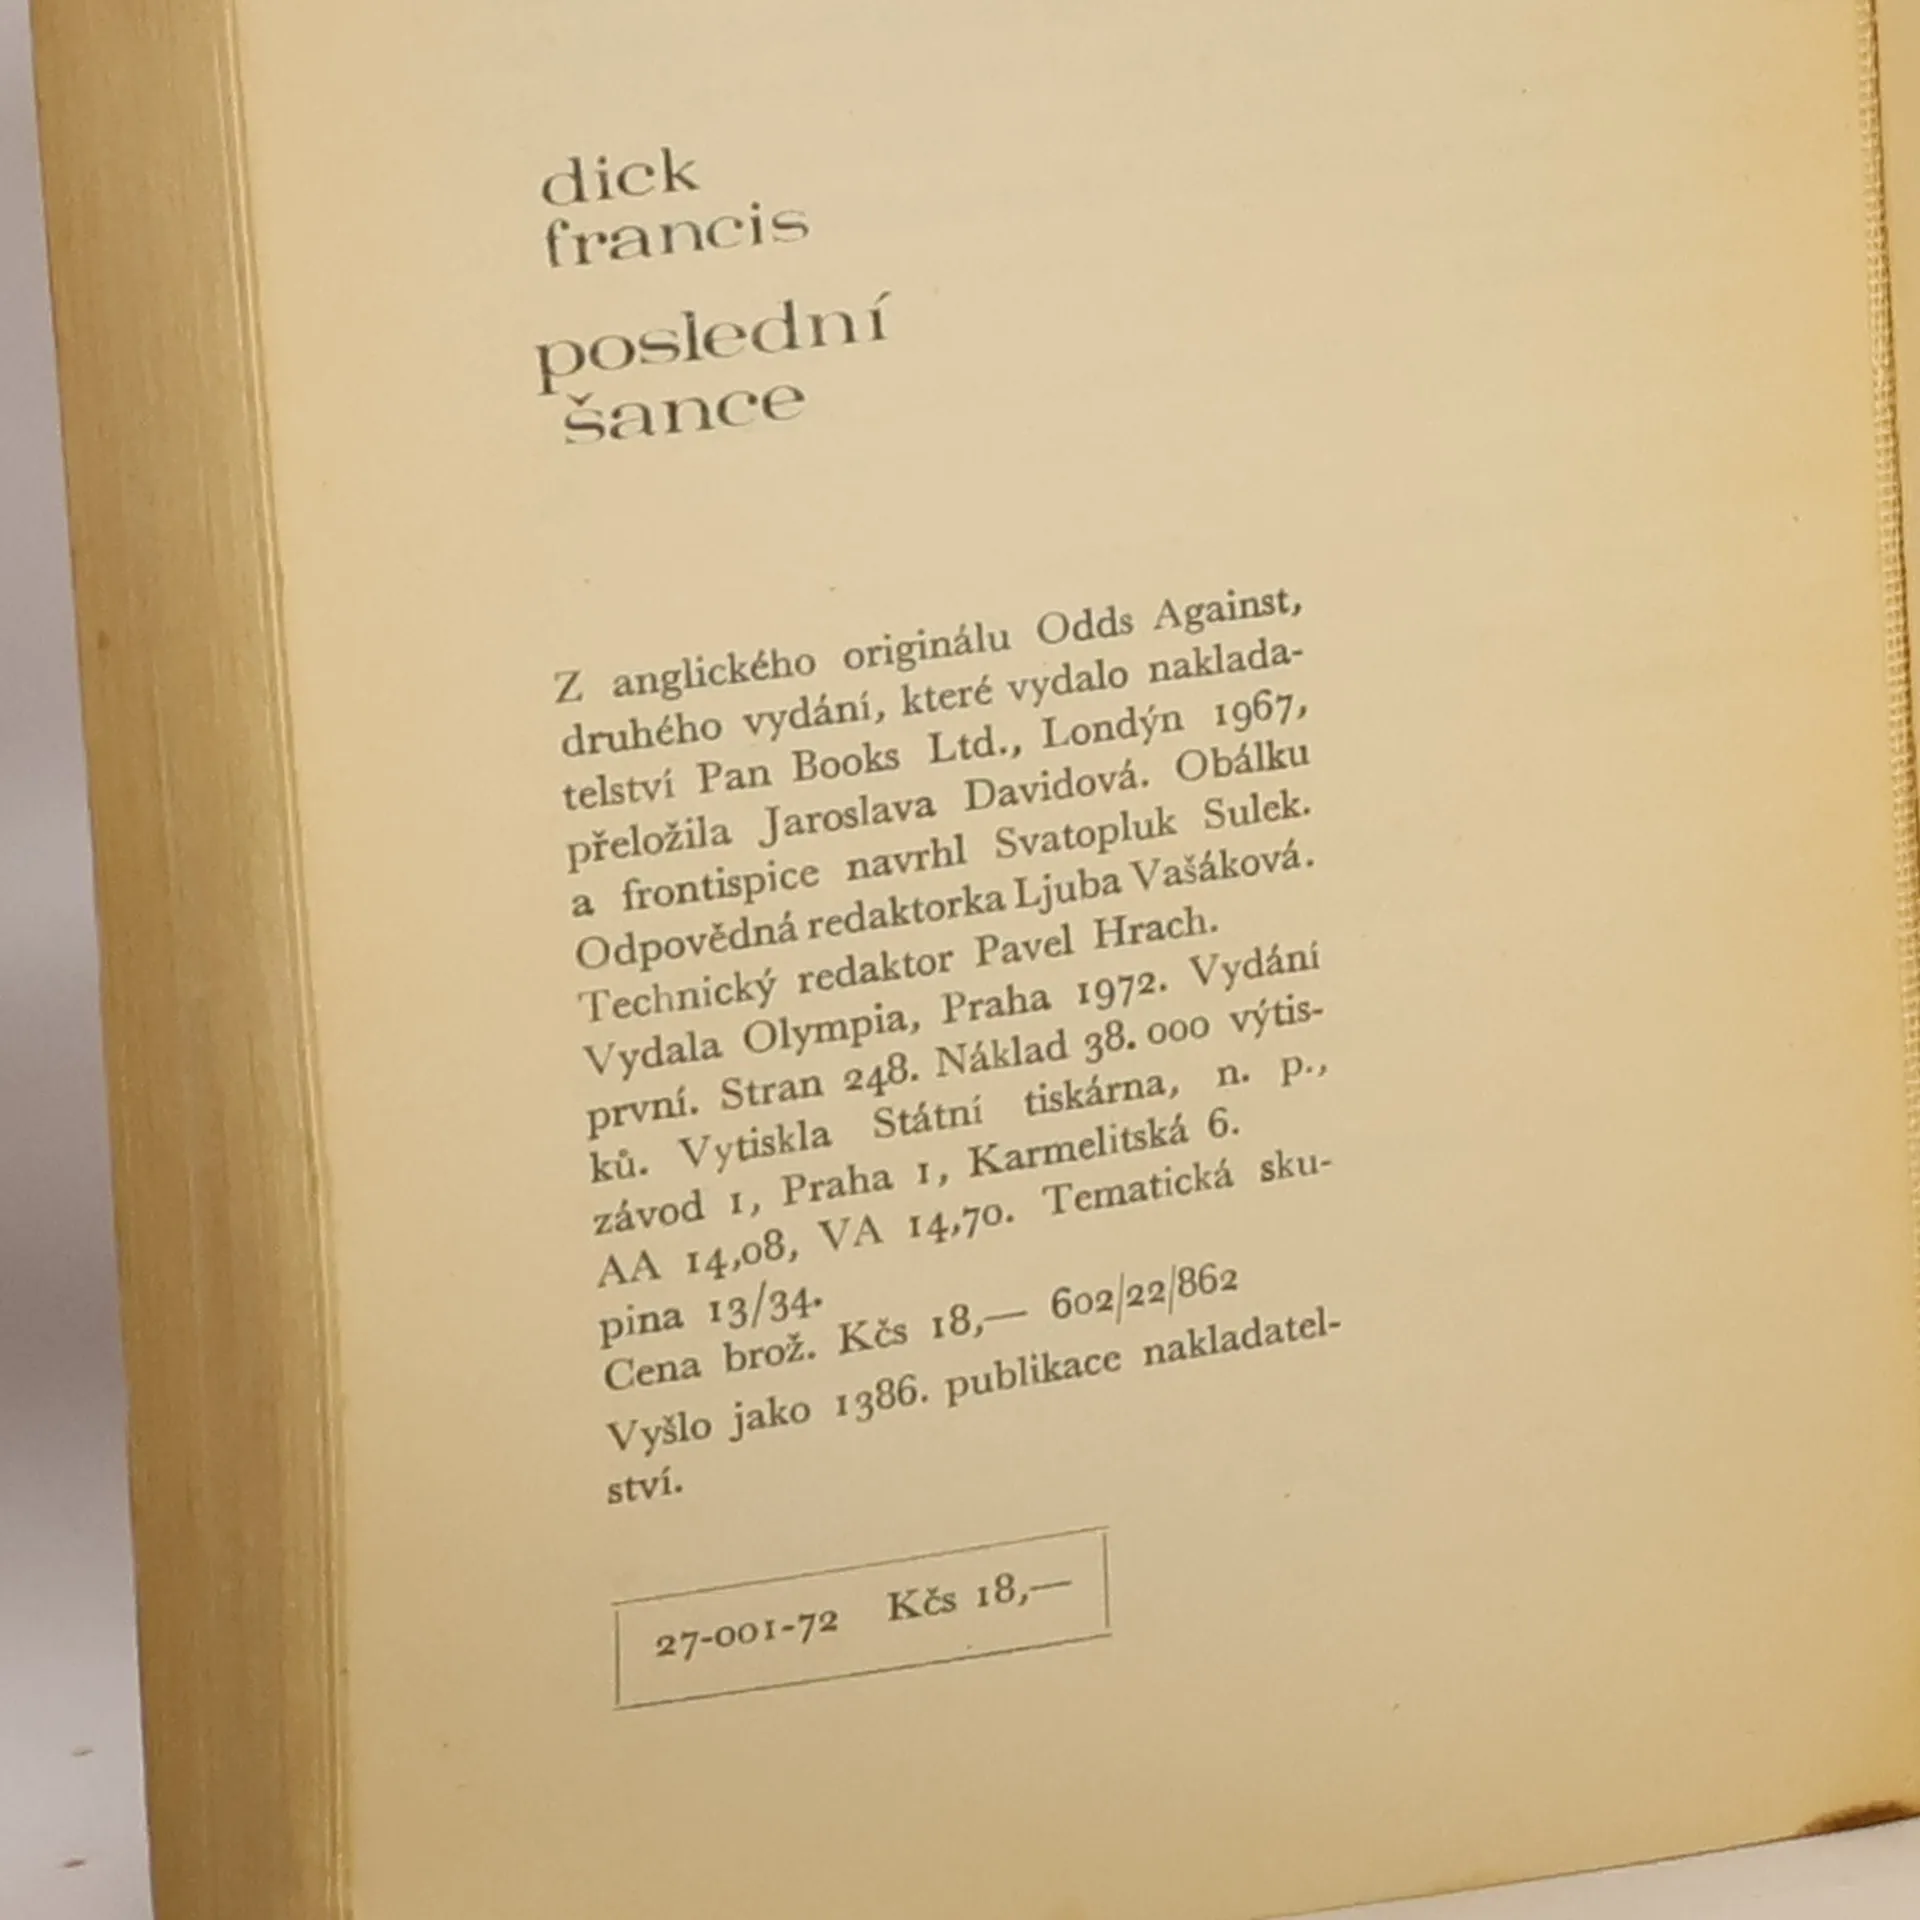 dick
francis
poslední
šance
Z anglického originálu Odds Against,
druhého vydání, které vydalo naklada-
telství Pan Books Ltd., Londýn 1967,
přeložila Jaroslava Davidová. Obálku
a frontispice navrhl Svatopluk Sulek.
Odpovědná redaktorka Ljuba Vašáková.
Technický redaktor Pavel Hrach.
Vydala Olympia, Praha 1972. Vydání
první. Stran 248. Náklad 38.000 výtis-
ků. Vytiskla Státní tiskárna, n. p.,
závod 1, Praha 1, Karmelitská 6.
AA 14,08, VA 14,70. Tematická sku-
pina 13/34.
Cena brož. Kčs 18,— 602/22/862
Vyšlo jako 1386. publikace nakladatel-
ství.
27-001-72 Kčs 18,—